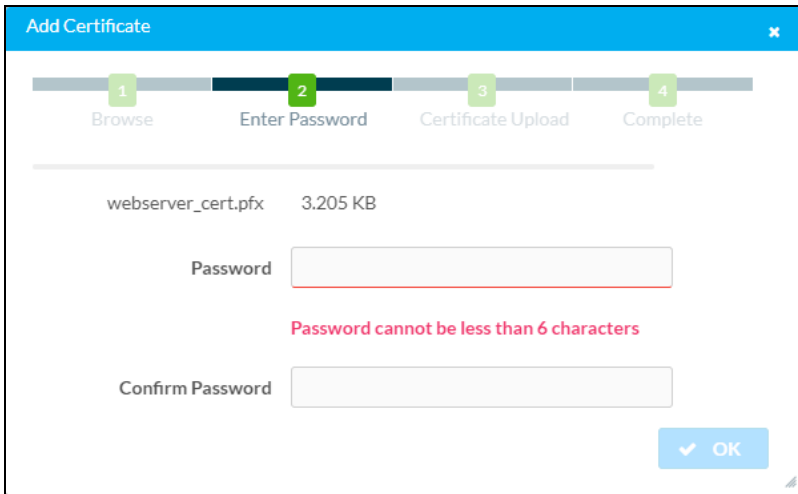 Add Certificate
1 2 3 4
Browse Enter Password Certificate Upload Complete
webserver_cert.pfx 3.205 KB
Password
Password cannot be less than 6 characters
Confirm Password
OK